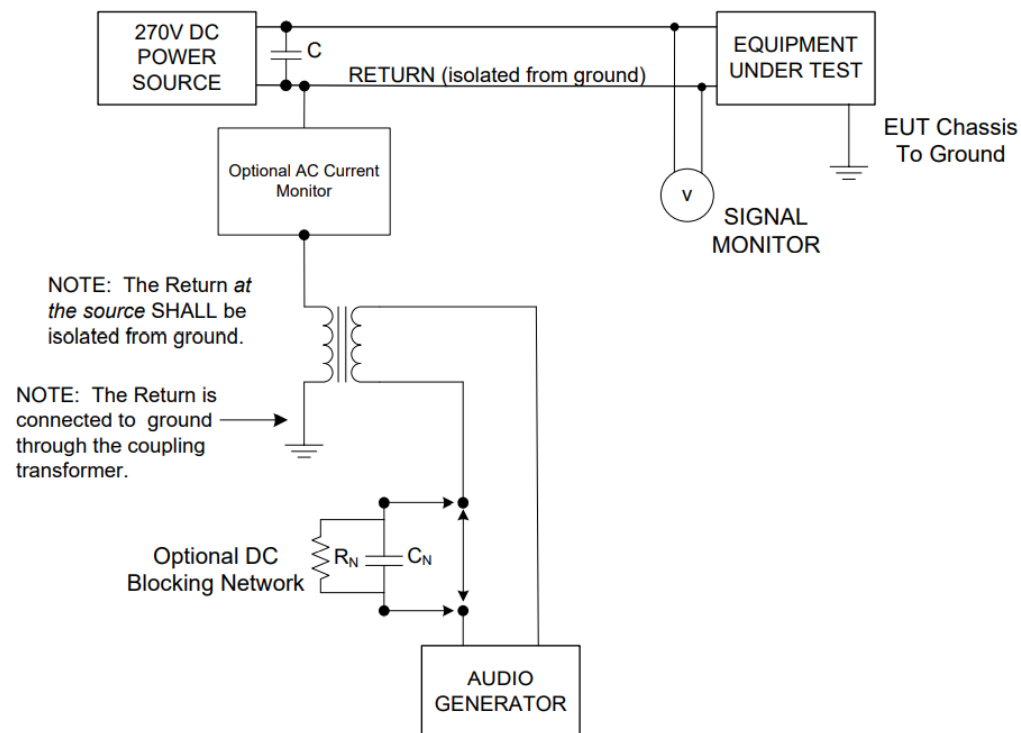 270V DC
POWER
SOURCE
C
RETURN (isolated from ground)
EQUIPMENT
UNDER TEST
EUT Chassis
To Ground
Optional AC Current
Monitor
V
SIGNAL
MONITOR
NOTE: The Return at
the source SHALL be
isolated from ground.
NOTE: The Return is
connected to ground
through the coupling
transformer.
Optional DC
Blocking Network
RN
CN
AUDIO
GENERATOR